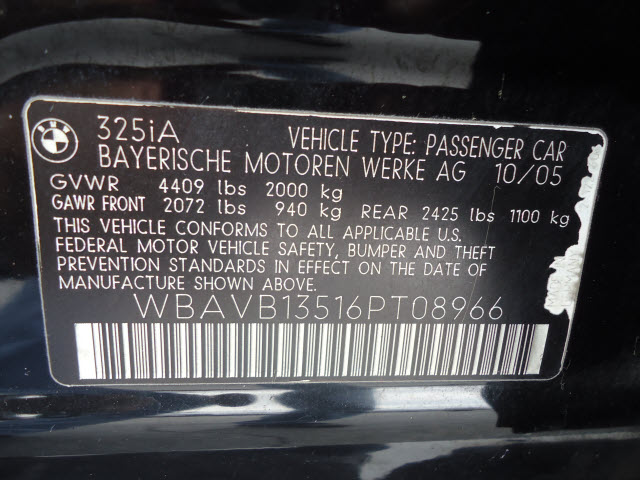 BMW
325iA VEHICLE TYPE: PASSENGER CAR
BAYERISCHE MOTOREN WERKE AG 10/05
GVWR 4409 lbs 2000 kg
GAWR FRONT 2072 lbs 940 kg REAR 2425 lbs 1100 kg
THIS VEHICLE CONFORMS TO ALL APPLICABLE U.S.
FEDERAL MOTOR VEHICLE SAFETY, BUMPER AND THEFT
PREVENTION STANDARDS IN EFFECT ON THE DATE OF
MANUFACTURE SHOWN ABOVE.
WBAVB13516PT08966